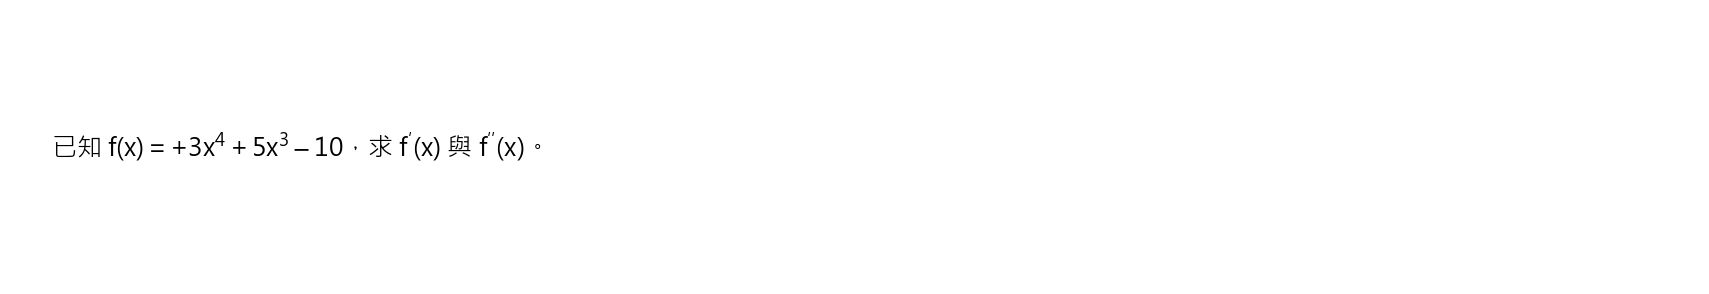 已知 f(x) = +3x⁴ + 5x³ – 10，求 f′(x) 與 f′′(x)。